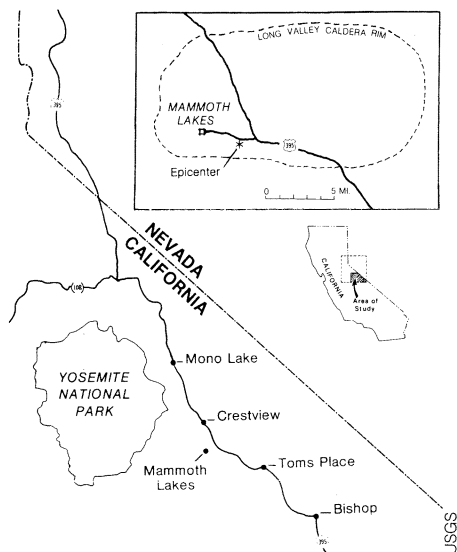 LONG VALLEY CALDERA RIM
395
MAMMOTH
LAKES
395
Epicenter
0 5 MI.
NEVADA
CALIFORNIA
CALIFORNIA
Area of
Study
108
Mono Lake
YOSEMITE
NATIONAL
PARK
Crestview
Mammoth
Lakes
Toms Place
Bishop
395
USGS